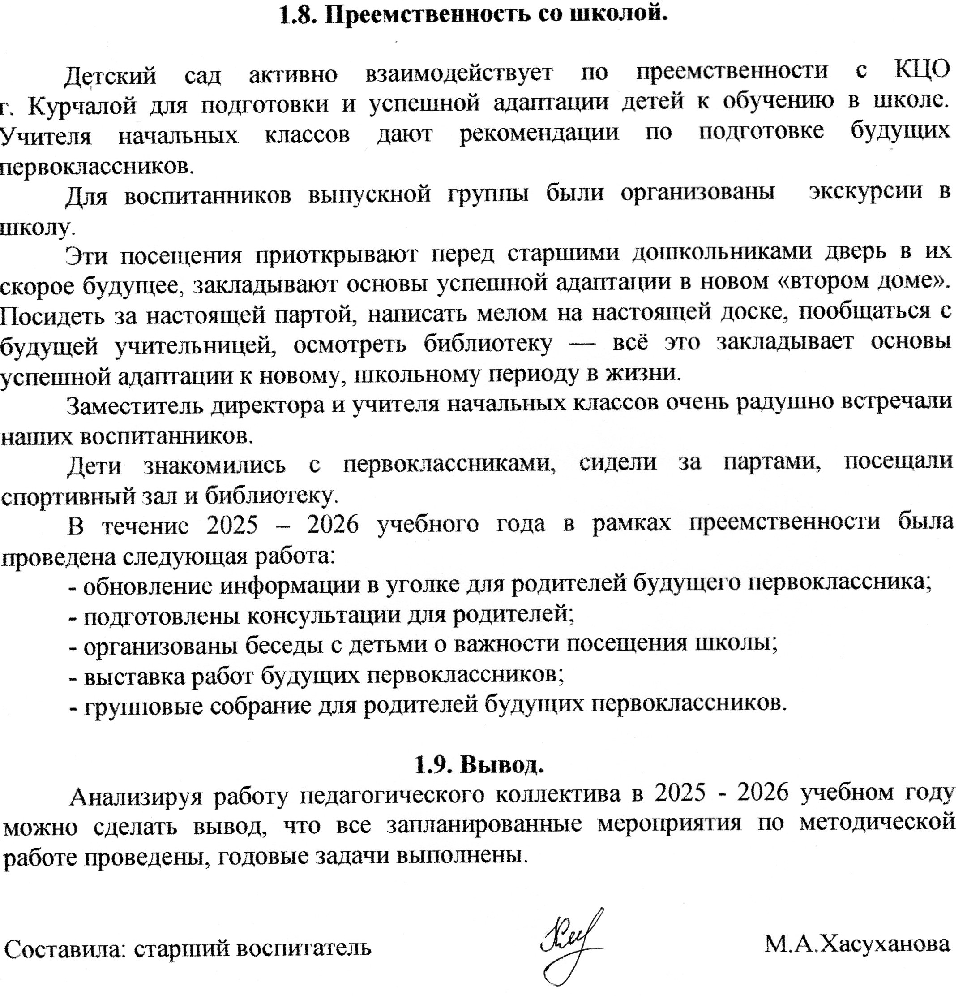 1.8. Преемственность со школой.
Детский сад активно взаимодействует по преемственности с КЦО
г. Курчалой для подготовки и успешной адаптации детей к обучению в школе.
Учителя начальных классов дают рекомендации по подготовке будущих
первоклассников.
Для воспитанников выпускной группы были организованы экскурсии в
школу.
Эти посещения приоткрывают перед старшими дошкольниками дверь в их
скорое будущее, закладывают основы успешной адаптации в новом «втором доме».
Посидеть за настоящей партой, написать мелом на настоящей доске, пообщаться с
будущей учительницей, осмотреть библиотеку — всё это закладывает основы
успешной адаптации к новому, школьному периоду в жизни.
Заместитель директора и учителя начальных классов очень радушно встречали
наших воспитанников.
Дети знакомились с первоклассниками, сидели за партами, посещали
спортивный зал и библиотеку.
В течение 2025 – 2026 учебного года в рамках преемственности была
проведена следующая работа:
- обновление информации в уголке для родителей будущего первоклассника;
- подготовлены консультации для родителей;
- организованы беседы с детьми о важности посещения школы;
- выставка работ будущих первоклассников;
- групповые собрание для родителей будущих первоклассников.
1.9. Вывод.
Анализируя работу педагогического коллектива в 2025 - 2026 учебном году
можно сделать вывод, что все запланированные мероприятия по методической
работе проведены, годовые задачи выполнены.
Составила: старший воспитатель М.А.Хасуханова